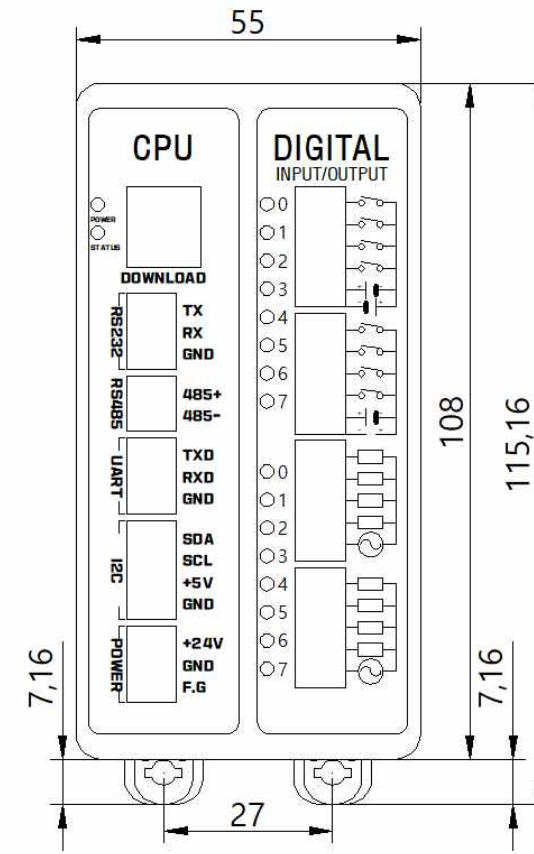 55
CPU
POWER
STATUS
DOWNLOAD
RS232
TX
RX
GND
RS485
485+
485-
UART
TXD
RXD
GND
I2C
SDA
SCL
+5V
GND
POWER
+24V
GND
F.G
DIGITAL
INPUT/OUTPUT
0
1
2
3
4
5
6
7
0
1
2
3
4
5
6
7
108
115,16
7,16
7,16
27